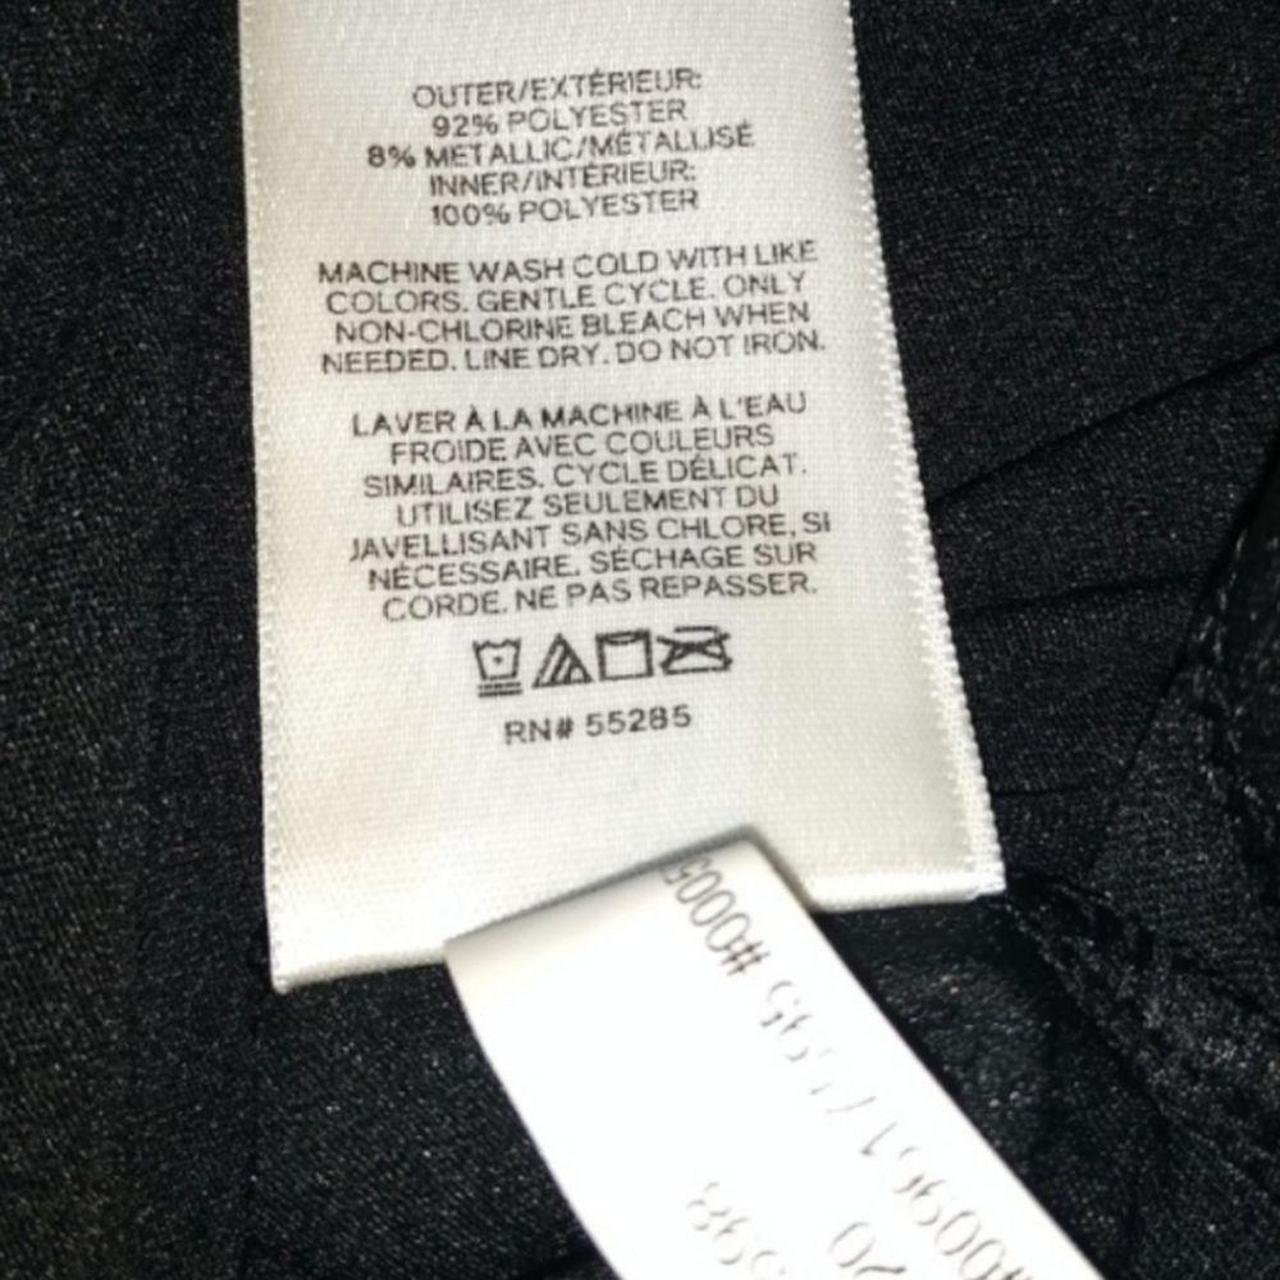 OUTER/EXTÉRIEUR:
92% POLYESTER
8% METALLIC/MÉTALLISÉ
INNER/INTÉRIEUR:
100% POLYESTER
MACHINE WASH COLD WITH LIKE
COLORS. GENTLE CYCLE. ONLY
NON-CHLORINE BLEACH WHEN
NEEDED. LINE DRY. DO NOT IRON.
LAVER À LA MACHINE À L'EAU
FROIDE AVEC COULEURS
SIMILAIRES. CYCLE DÉLICAT.
UTILISEZ SEULEMENT DU
JAVELLISANT SANS CHLORE, SI
NÉCESSAIRE. SÉCHAGE SUR
CORDE. NE PAS REPASSER.
RN# 55285